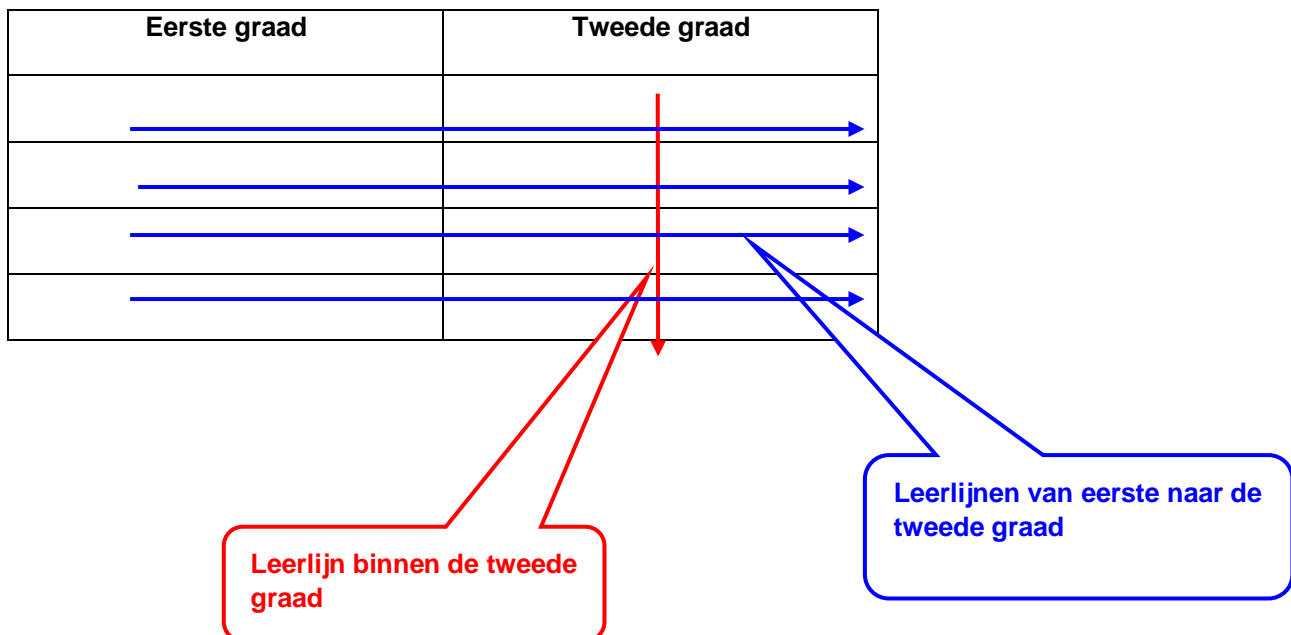 Eerste graad
Tweede graad
Leerlijnen van eerste naar de
tweede graad
Leerlijn binnen de tweede
graad